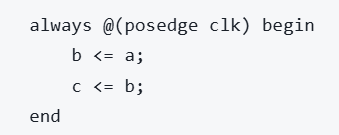 always @(posedge clk) begin
    b <= a;
    c <= b;
end